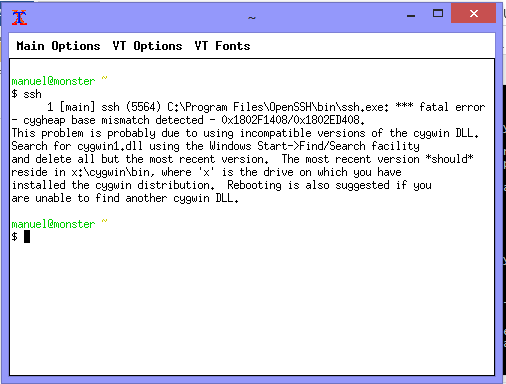 ~
Main Options VT Options VT Fonts
manuel@monster ~
$ ssh
1 [main] ssh (5564) C:\Program Files\OpenSSH\bin\ssh.exe: *** fatal error
- cygheap base mismatch detected - 0x1802F1408/0x1802ED408.
This problem is probably due to using incompatible versions of the cygwin DLL.
Search for cygwin1.dll using the Windows Start->Find/Search facility
and delete all but the most recent version.  The most recent version *should*
reside in x:\cygwin\bin, where 'x' is the drive on which you have
installed the cygwin distribution.  Rebooting is also suggested if you
are unable to find another cygwin DLL.
manuel@monster ~
$